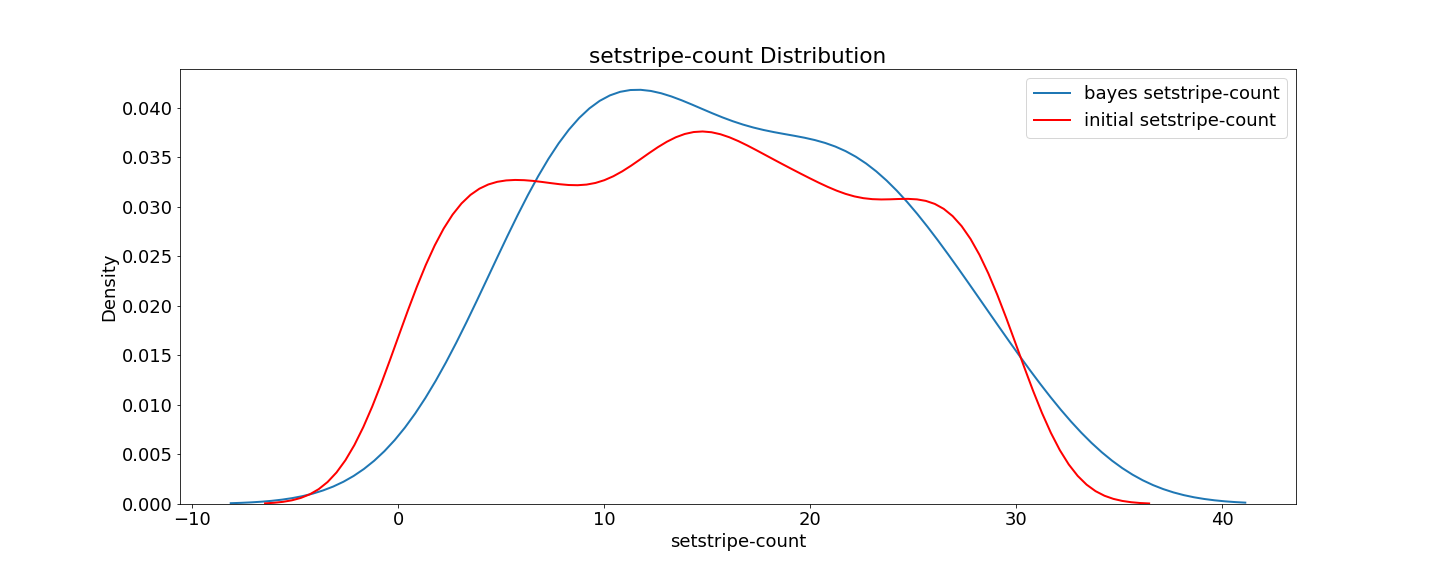 setstripe-count Distribution
bayes setstripe-count
initial setstripe-count
Density
0.040
0.035
0.030
0.025
0.020
0.015
0.010
0.005
0.000
−10 0 10 20 30 40
setstripe-count